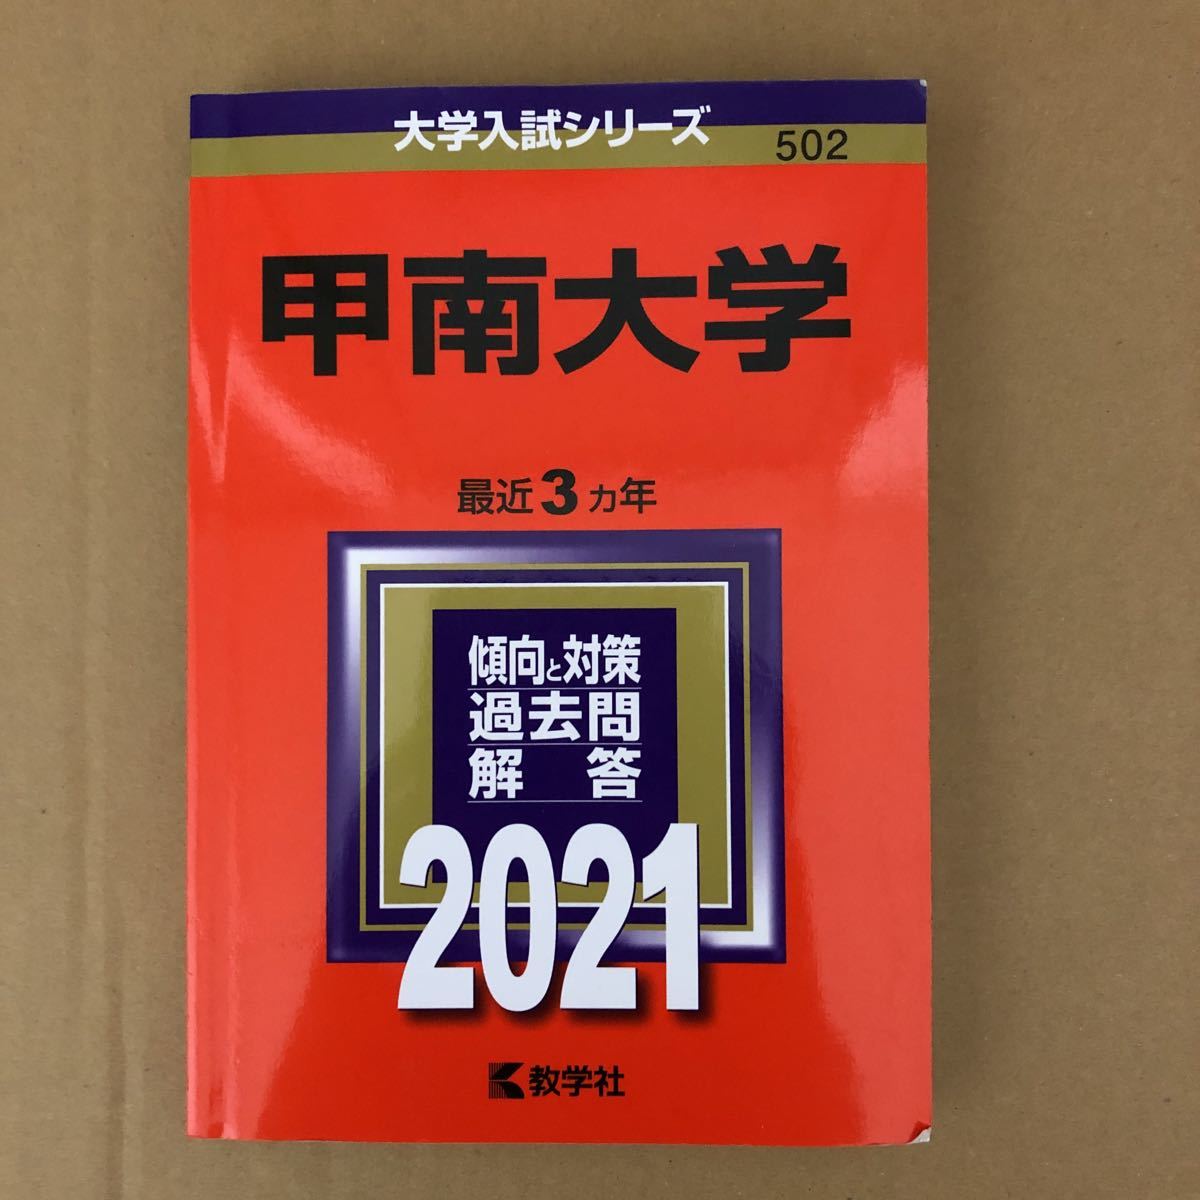 大学入試シリーズ
502
甲南大学
最近3カ年
傾向と対策
過去問
解答
2021
教学社